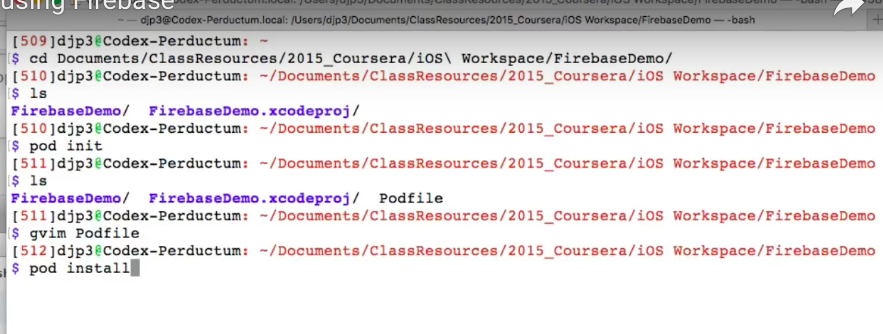 using Firebase
djp3@Codex-Perductum.local: /Users/djp3/Documents/ClassResources/2015_Coursera/iOS Workspace/FirebaseDemo — -bash
[509]djp3@Codex-Perductum: ~
$ cd Documents/ClassResources/2015_Coursera/iOS\ Workspace/FirebaseDemo/
[510]djp3@Codex-Perductum: ~/Documents/ClassResources/2015_Coursera/iOS Workspace/FirebaseDemo
$ ls
FirebaseDemo/  FirebaseDemo.xcodeproj/
[510]djp3@Codex-Perductum: ~/Documents/ClassResources/2015_Coursera/iOS Workspace/FirebaseDemo
$ pod init
[511]djp3@Codex-Perductum: ~/Documents/ClassResources/2015_Coursera/iOS Workspace/FirebaseDemo
$ ls
FirebaseDemo/  FirebaseDemo.xcodeproj/  Podfile
[511]djp3@Codex-Perductum: ~/Documents/ClassResources/2015_Coursera/iOS Workspace/FirebaseDemo
$ gvim Podfile
[512]djp3@Codex-Perductum: ~/Documents/ClassResources/2015_Coursera/iOS Workspace/FirebaseDemo
$ pod install